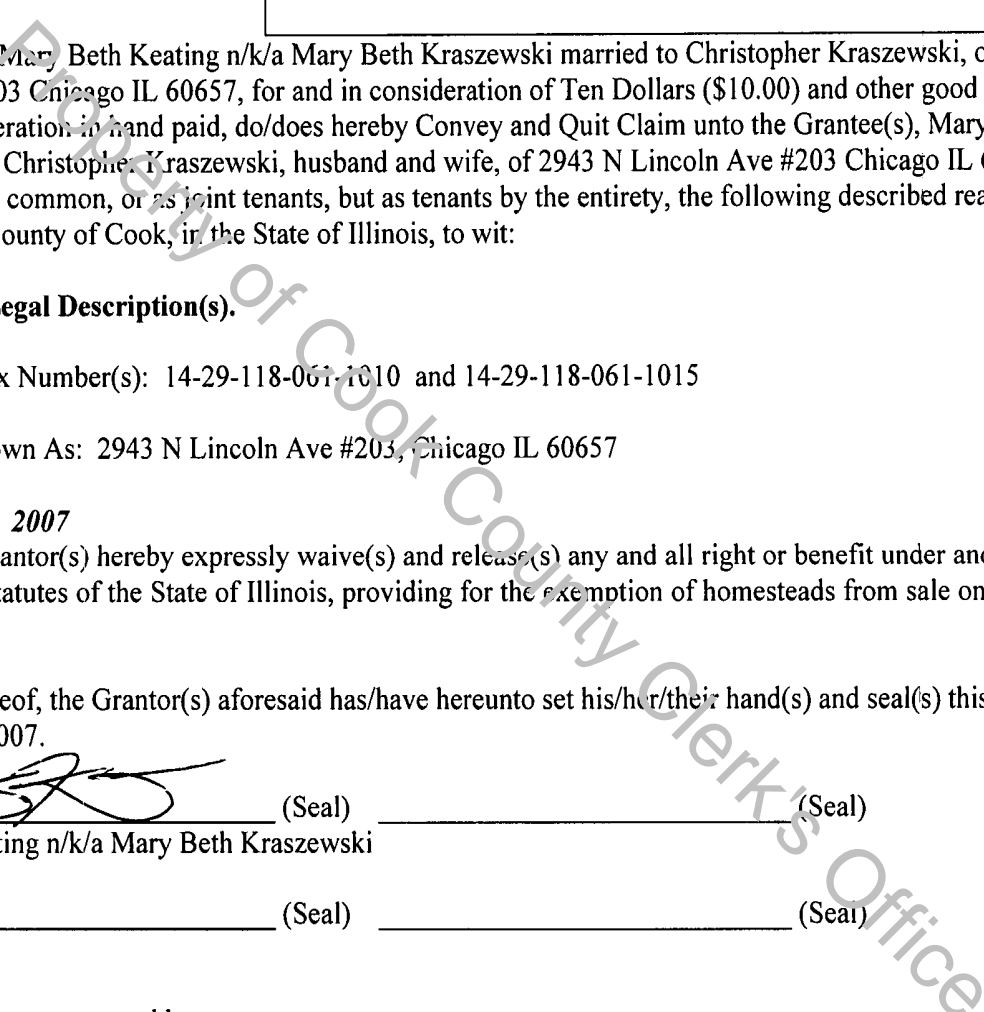 Mary Beth Keating n/k/a Mary Beth Kraszewski married to Christopher Kraszewski, o
03 Chicago IL 60657, for and in consideration of Ten Dollars ($10.00) and other good
eration in hand paid, do/does hereby Convey and Quit Claim unto the Grantee(s), Mary
Christopher Kraszewski, husband and wife, of 2943 N Lincoln Ave #203 Chicago IL 6
common, or as joint tenants, but as tenants by the entirety, the following described rea
ounty of Cook, in the State of Illinois, to wit:
egal Description(s).
x Number(s): 14-29-118-061-1010 and 14-29-118-061-1015
wn As: 2943 N Lincoln Ave #203, Chicago IL 60657
2007
antor(s) hereby expressly waive(s) and release(s) any and all right or benefit under and
tatutes of the State of Illinois, providing for the exemption of homesteads from sale on
eof, the Grantor(s) aforesaid has/have hereunto set his/her/their hand(s) and seal(s) this
007.
(Seal) (Seal)
ting n/k/a Mary Beth Kraszewski
(Seal) (Seal)
Property of Cook County Clerk's Office